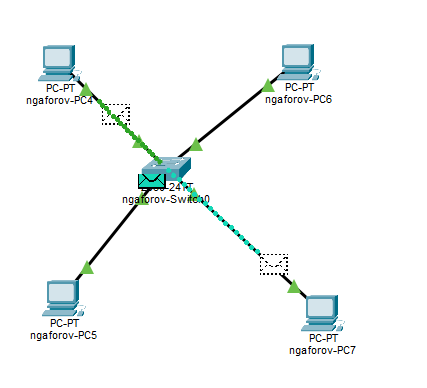 PC-PT
ngaforov-PC4
PC-PT
ngaforov-PC6
ngaforov-Switch0
PC-PT
ngaforov-PC5
PC-PT
ngaforov-PC7